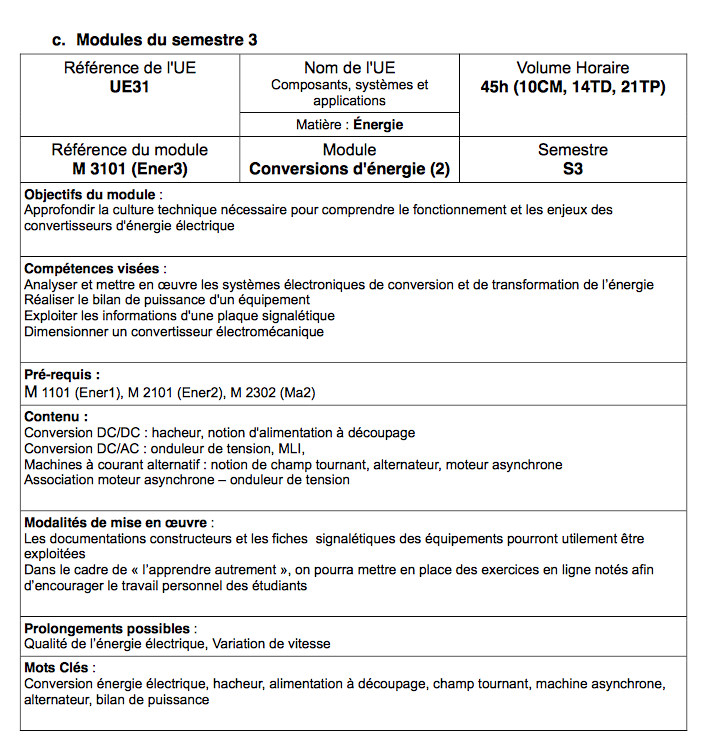 c. Modules du semestre 3
Référence de l'UE
UE31
Nom de l'UE
Composants, systèmes et
applications
Matière : Énergie
Volume Horaire
45h (10CM, 14TD, 21TP)
Référence du module
M 3101 (Ener3)
Module
Conversions d'énergie (2)
Semestre
S3
Objectifs du module :
Approfondir la culture technique nécessaire pour comprendre le fonctionnement et les enjeux des
convertisseurs d'énergie électrique
Compétences visées :
Analyser et mettre en œuvre les systèmes électroniques de conversion et de transformation de l’énergie
Réaliser le bilan de puissance d'un équipement
Exploiter les informations d'une plaque signalétique
Dimensionner un convertisseur électromécanique
Pré-requis :
M 1101 (Ener1), M 2101 (Ener2), M 2302 (Ma2)
Contenu :
Conversion DC/DC : hacheur, notion d'alimentation à découpage
Conversion DC/AC : onduleur de tension, MLI,
Machines à courant alternatif : notion de champ tournant, alternateur, moteur asynchrone
Association moteur asynchrone – onduleur de tension
Modalités de mise en œuvre :
Les documentations constructeurs et les fiches signalétiques des équipements pourront utilement être
exploitées
Dans le cadre de « l’apprendre autrement », on pourra mettre en place des exercices en ligne notés afin
d’encourager le travail personnel des étudiants
Prolongements possibles :
Qualité de l’énergie électrique, Variation de vitesse
Mots Clés :
Conversion énergie électrique, hacheur, alimentation à découpage, champ tournant, machine asynchrone,
alternateur, bilan de puissance